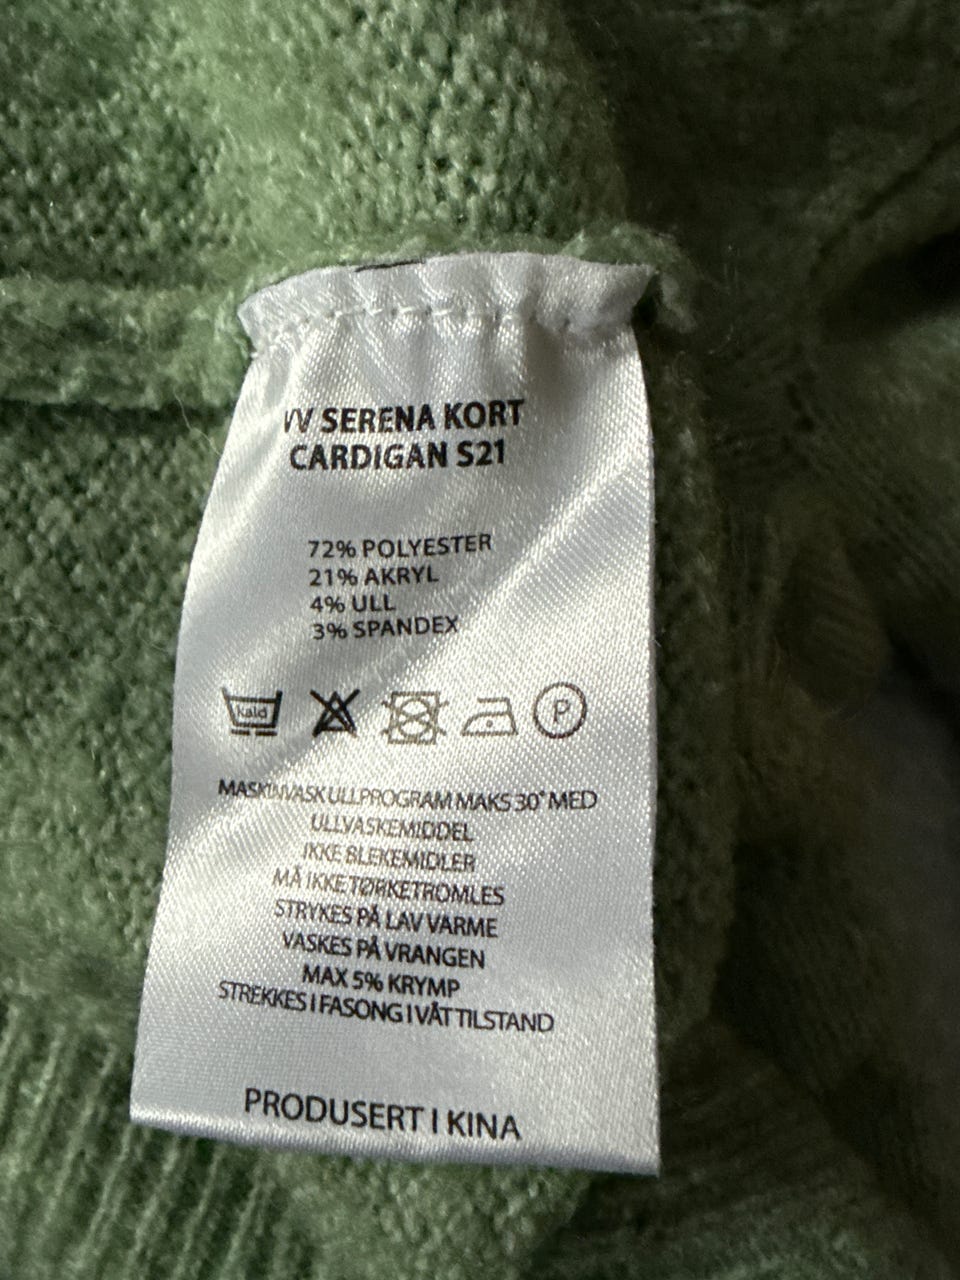 VV SERENA KORT
CARDIGAN S21
72% POLYESTER
21% AKRYL
4% ULL
3% SPANDEX
kald
P
MASKINVASK ULLPROGRAM MAKS 30° MED
ULLVASKEMIDDEL
IKKE BLEKEMIDLER
MÅ IKKE TØRKETROMLES
STRYKES PÅ LAV VARME
VASKES PÅ VRANGEN
MAX 5% KRYMP
STREKKES I FASONG I VÅT TILSTAND
PRODUSERT I KINA